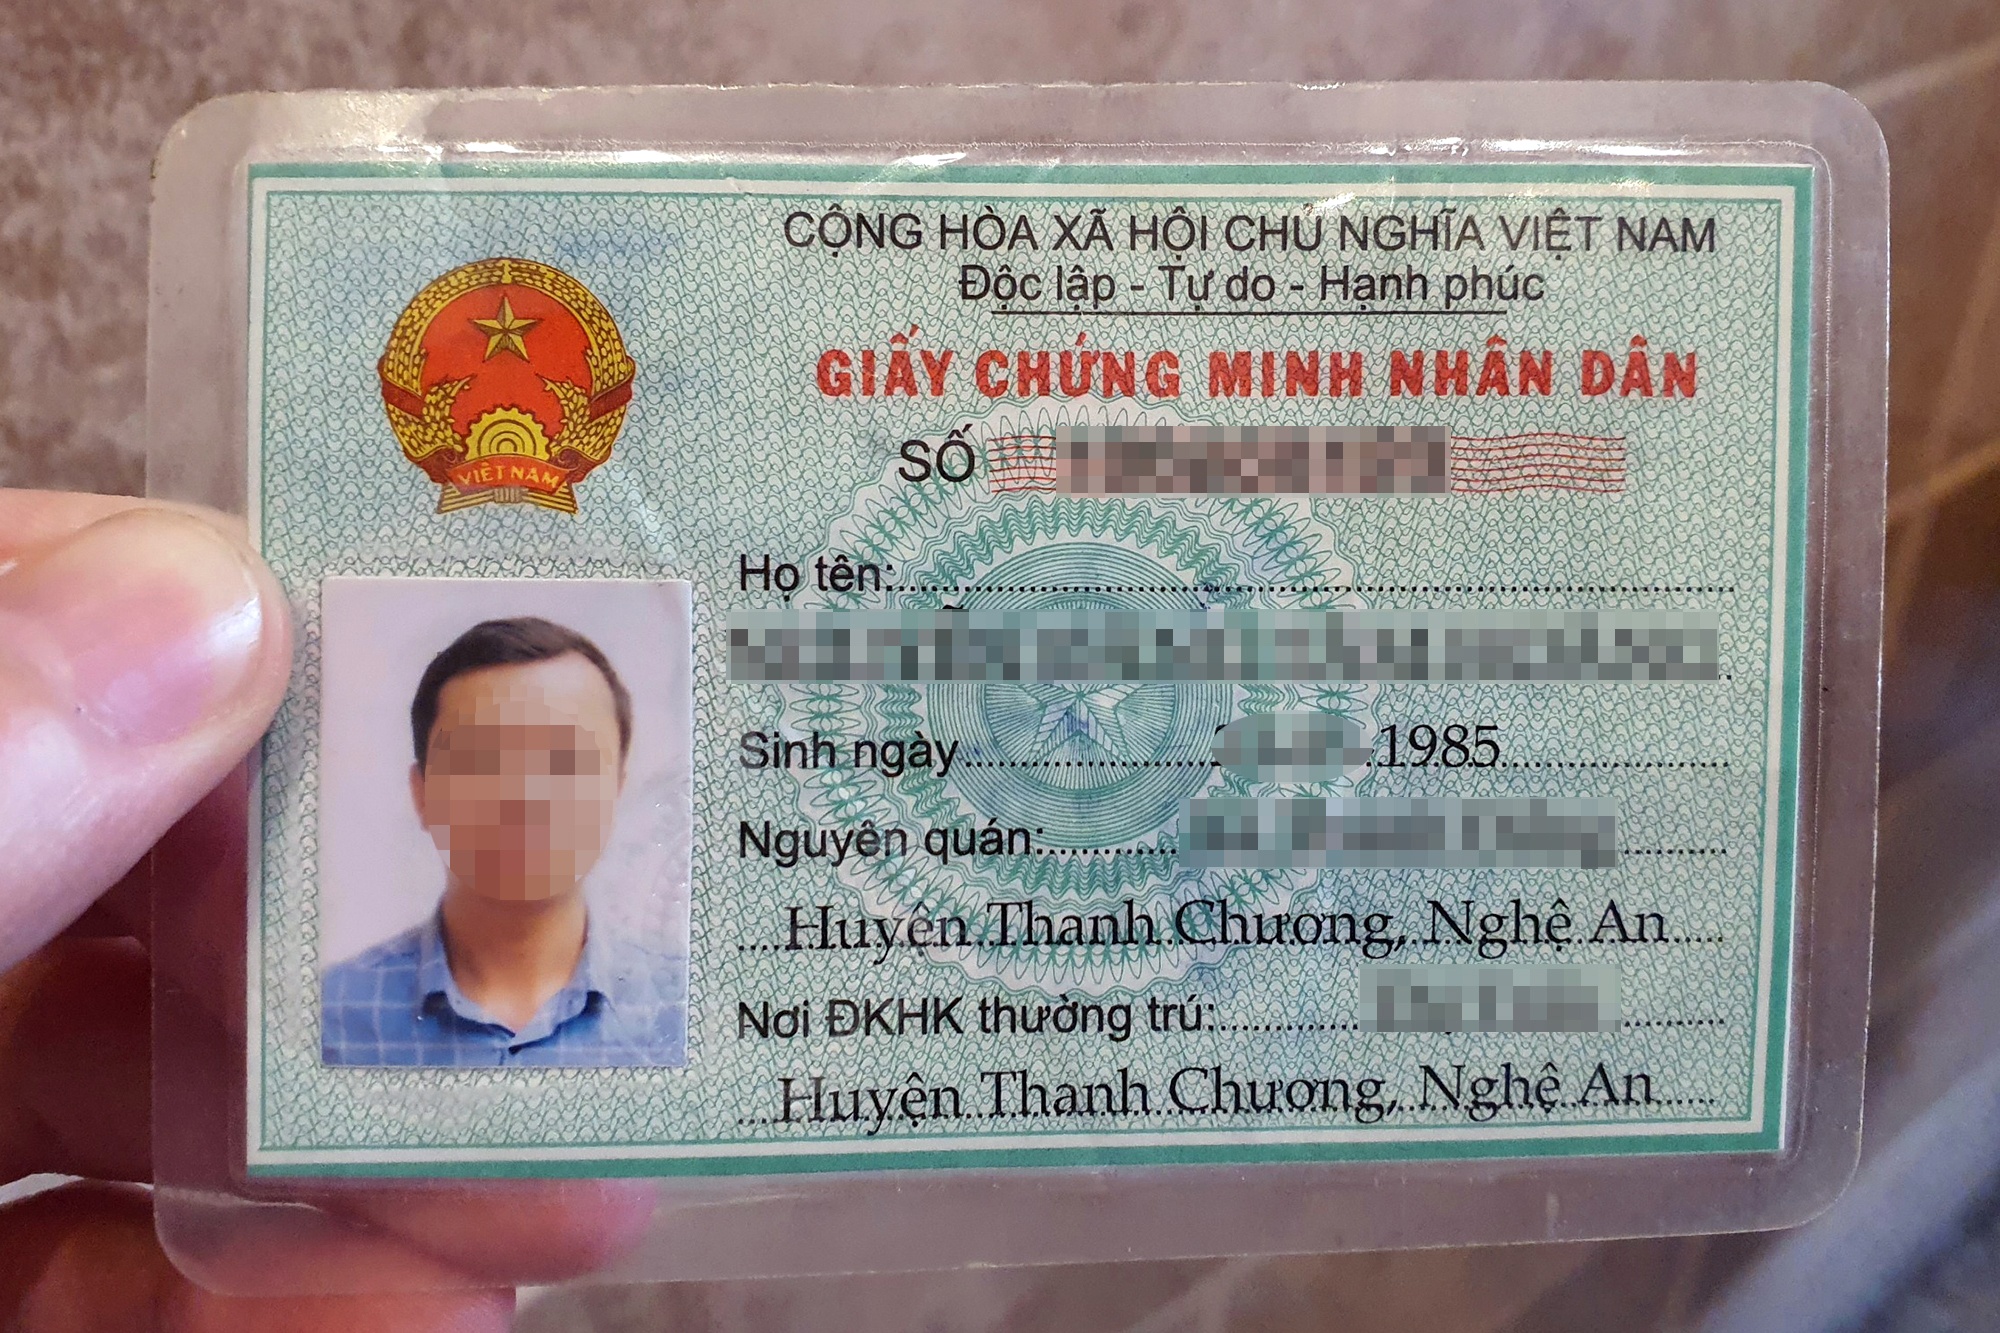 CỘNG HÒA XÃ HỘI CHỦ NGHĨA VIỆT NAM
Độc lập - Tự do - Hạnh phúc
GIẤY CHỨNG MINH NHÂN DÂN
SỐ
VIỆT NAM
Họ tên:
Sinh ngày 1985
Nguyên quán:
Huyện Thanh Chương, Nghệ An
Nơi ĐKHK thường trú:
Huyện Thanh Chương, Nghệ An